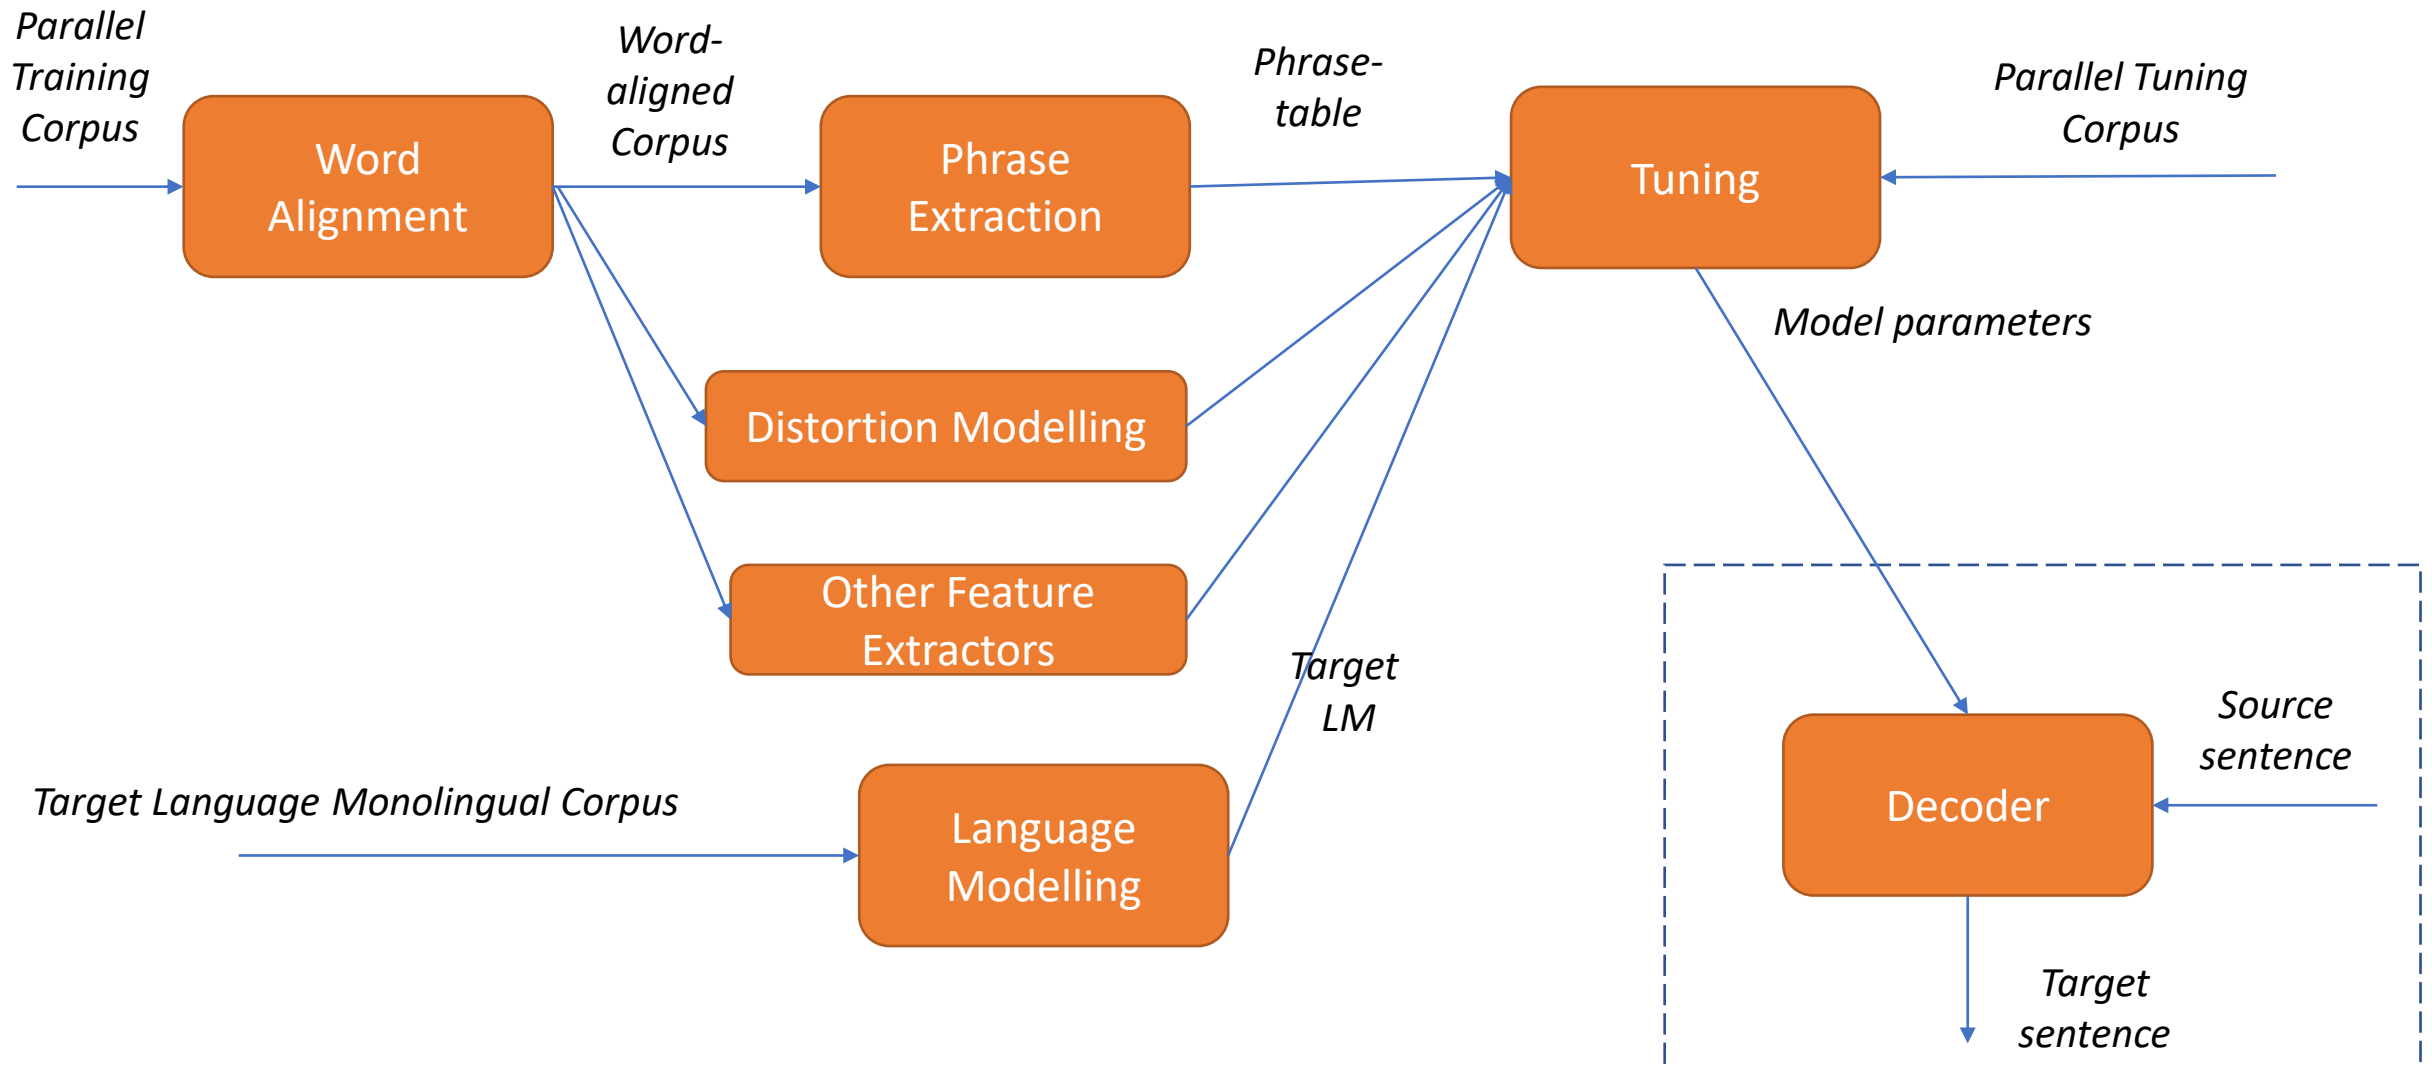 Parallel
Training
Corpus
Word
Alignment
Word-
aligned
Corpus
Phrase
Extraction
Phrase-
table
Tuning
Parallel Tuning
Corpus
Model parameters
Distortion Modelling
Other Feature
Extractors
Target
LM
Target Language Monolingual Corpus
Language
Modelling
Decoder
Source
sentence
Target
sentence